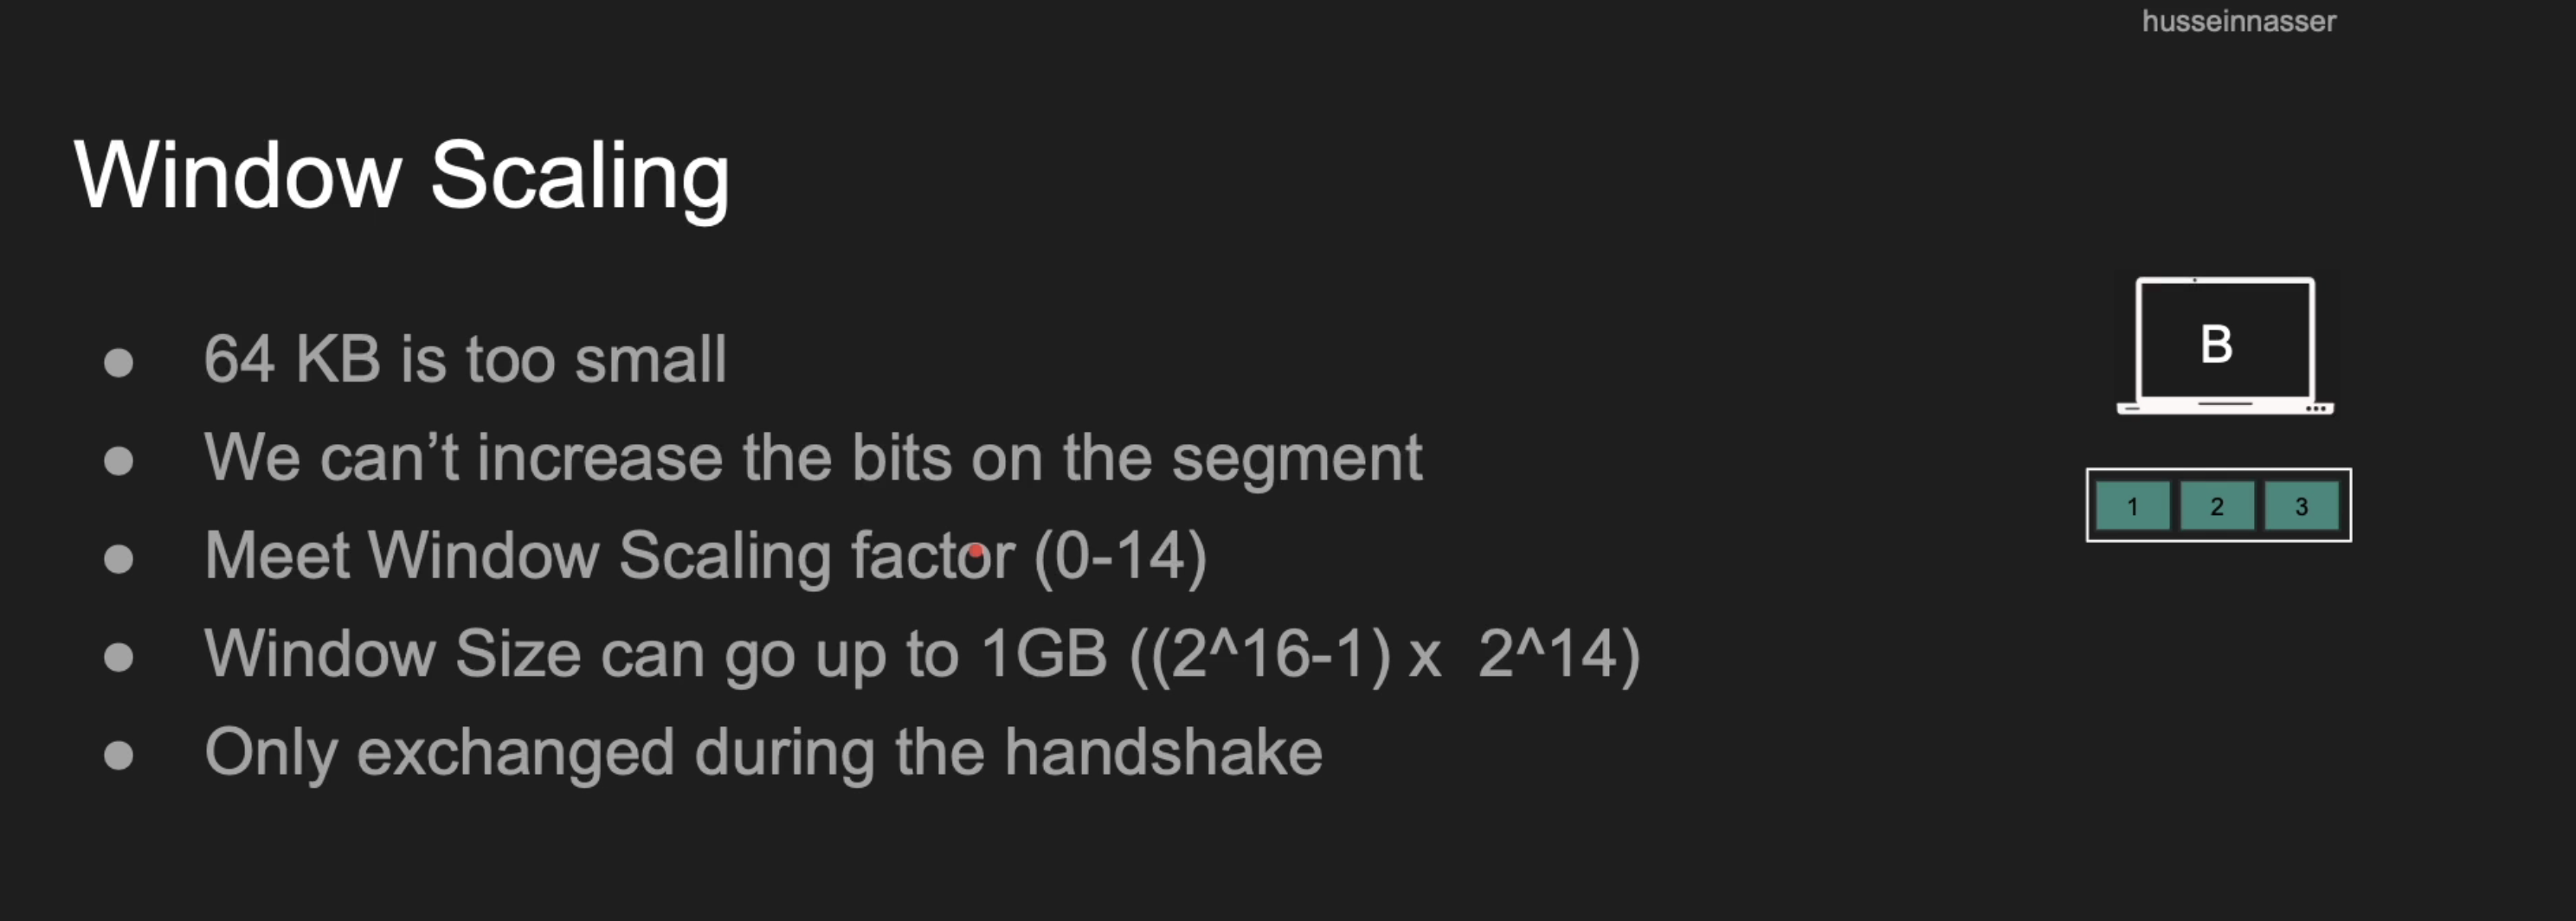 husseinnasser
Window Scaling
● 64 KB is too small
● We can’t increase the bits on the segment
● Meet Window Scaling factor (0-14)
● Window Size can go up to 1GB ((2^16-1) x  2^14)
● Only exchanged during the handshake
B
1 2 3